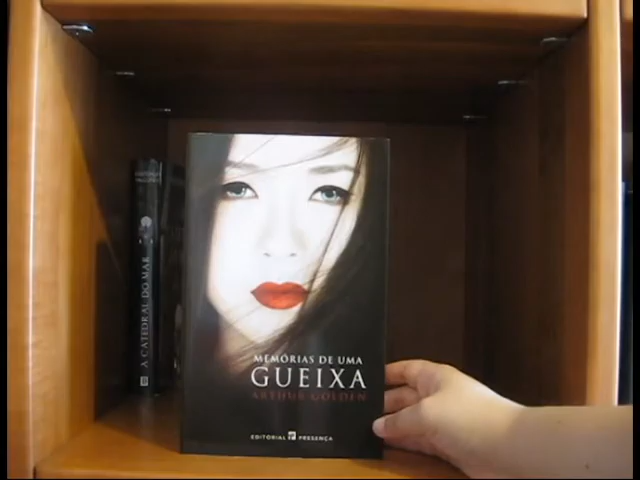 A CATEDRAL DO MAR
MEMÓRIAS DE UMA
GUEIXA
ARTHUR GOLDEN
EDITORIAL PRESENÇA